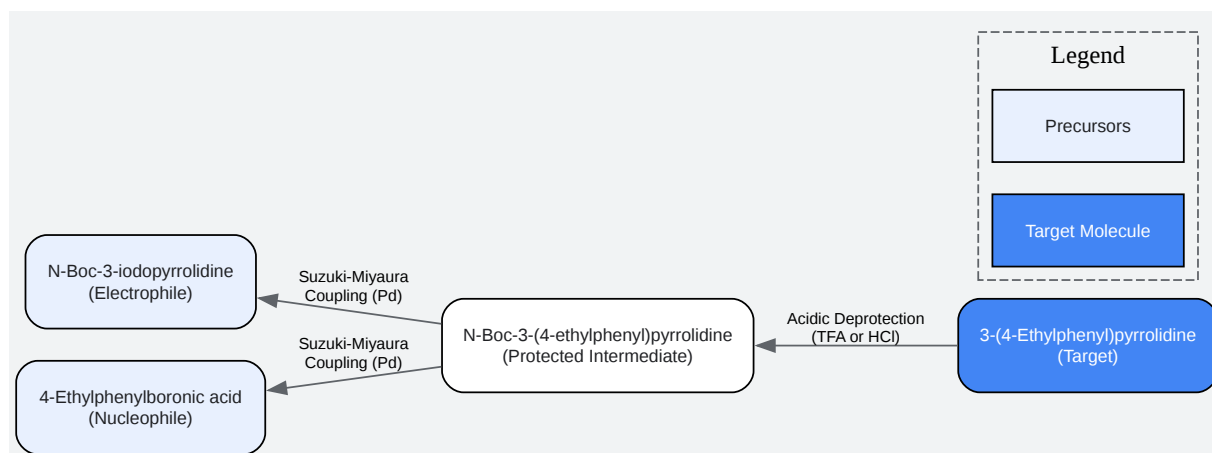 Legend
Precursors
Target Molecule
N-Boc-3-iodopyrrolidine
(Electrophile)
Suzuki-Miyaura
Coupling (Pd)
Suzuki-Miyaura
Coupling (Pd)
4-Ethylphenylboronic acid
(Nucleophile)
N-Boc-3-(4-ethylphenyl)pyrrolidine
(Protected Intermediate)
Acidic Deprotection
(TFA or HCl)
3-(4-Ethylphenyl)pyrrolidine
(Target)